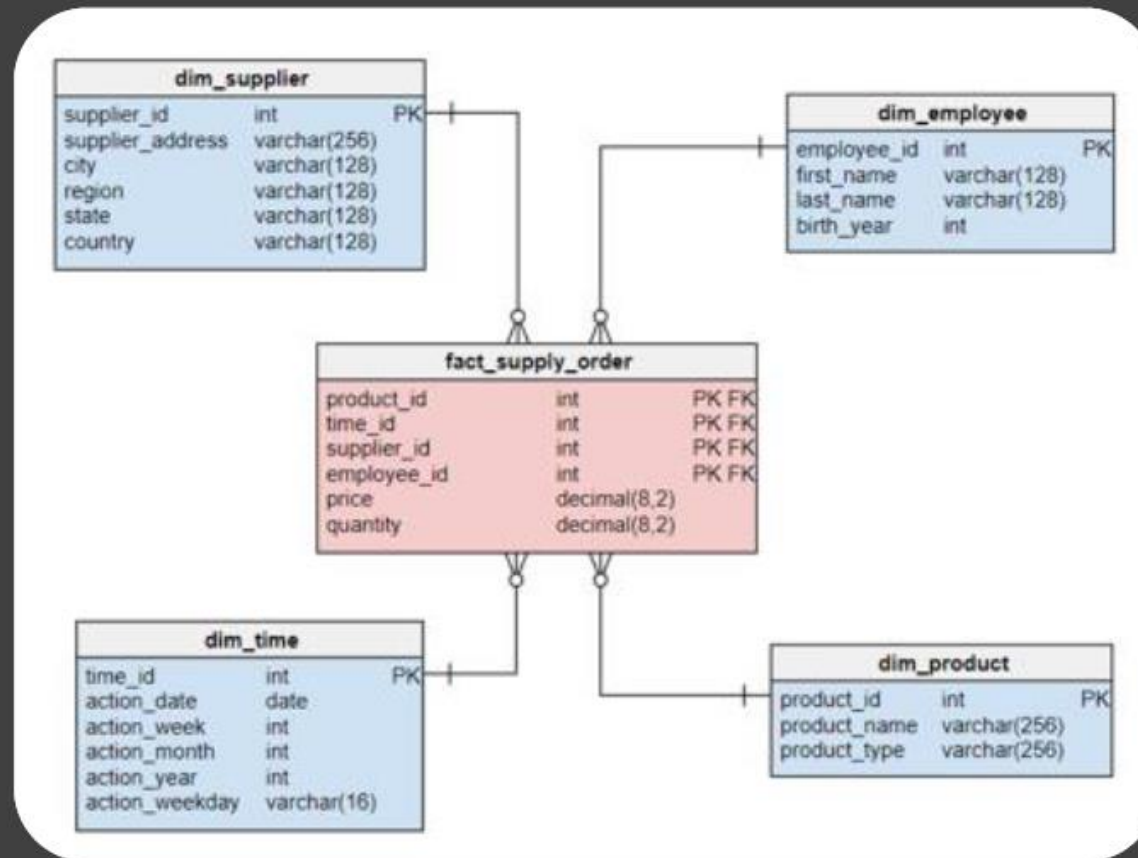 dim_supplier
supplier_id int PK
supplier_address varchar(256)
city varchar(128)
region varchar(128)
state varchar(128)
country varchar(128)
dim_employee
employee_id int PK
first_name varchar(128)
last_name varchar(128)
birth_year int
fact_supply_order
product_id int PK FK
time_id int PK FK
supplier_id int PK FK
employee_id int PK FK
price decimal(8,2)
quantity decimal(8,2)
dim_time
time_id int PK
action_date date
action_week int
action_month int
action_year int
action_weekday varchar(16)
dim_product
product_id int PK
product_name varchar(256)
product_type varchar(256)